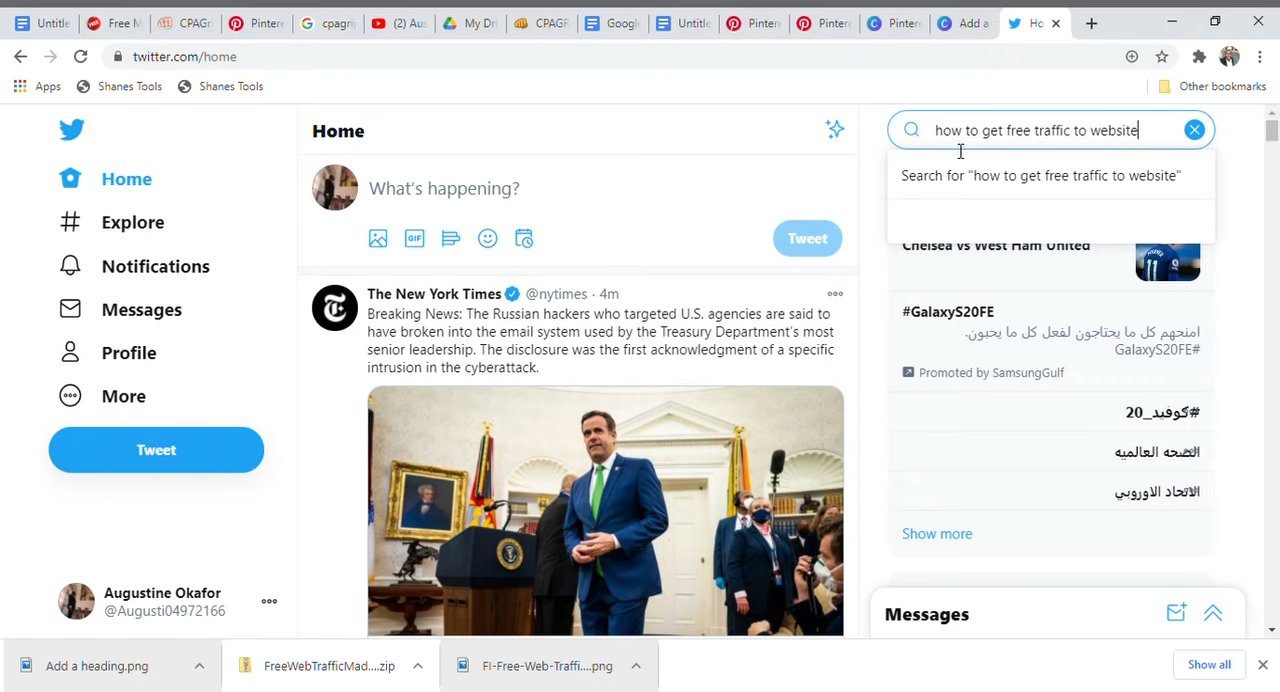 Untitle
Free M
CPAGri
Pinter
cpagrip
(2) Aus
My Dri
CPAGR
Google
Untitle
Pinter
Pinter
Pinter
Add a
Ho
twitter.com/home
Apps
Shanes Tools
Shanes Tools
Other bookmarks
Home
Explore
Notifications
Messages
Profile
More
Tweet
Augustine Okafor
@Augusti04972166
Home
What's happening?
GIF
Tweet
The New York Times @nytimes · 4m
Breaking News: The Russian hackers who targeted U.S. agencies are said to
have broken into the email system used by the Treasury Department's most
senior leadership. The disclosure was the first acknowledgment of a specific
intrusion in the cyberattack.
how to get free traffic to website
Search for "how to get free traffic to website"
Chelsea vs West Ham United
#GalaxyS20FE
امنحهم كل ما يحتاجون لفعل كل ما يحبون.
#GalaxyS20FE
Promoted by SamsungGulf
#كوفيد_20
الصحه العالميه
الاتحاد الاوروبي
Show more
Messages
Add a heading.png
FreeWebTrafficMad....zip
FI-Free-Web-Traffi....png
Show all